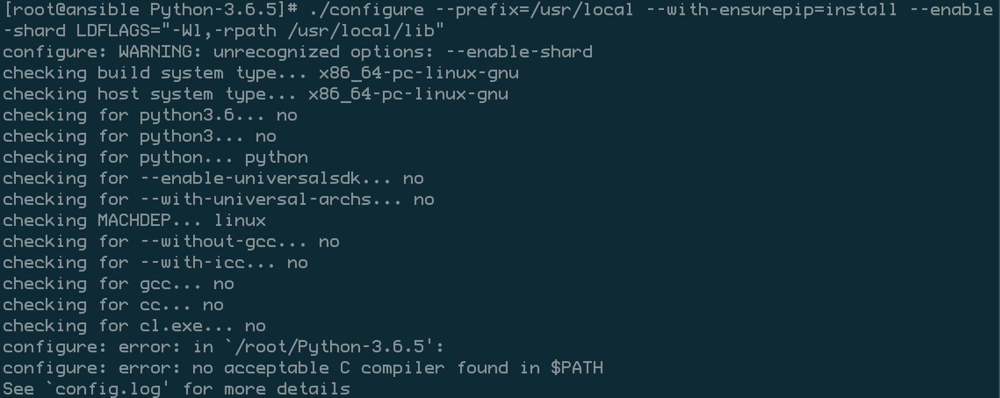 [root@ansible Python-3.6.5]# ./configure --prefix=/usr/local --with-ensurepip=install --enable
-shard LDFLAGS="-Wl,-rpath /usr/local/lib"
configure: WARNING: unrecognized options: --enable-shard
checking build system type... x86_64-pc-linux-gnu
checking host system type... x86_64-pc-linux-gnu
checking for python3.6... no
checking for python3... no
checking for python... python
checking for --enable-universalsdk... no
checking for --with-universal-archs... no
checking MACHDEP... linux
checking for --without-gcc... no
checking for --with-icc... no
checking for gcc... no
checking for cc... no
checking for cl.exe... no
configure: error: in `/root/Python-3.6.5':
configure: error: no acceptable C compiler found in $PATH
See `config.log' for more details